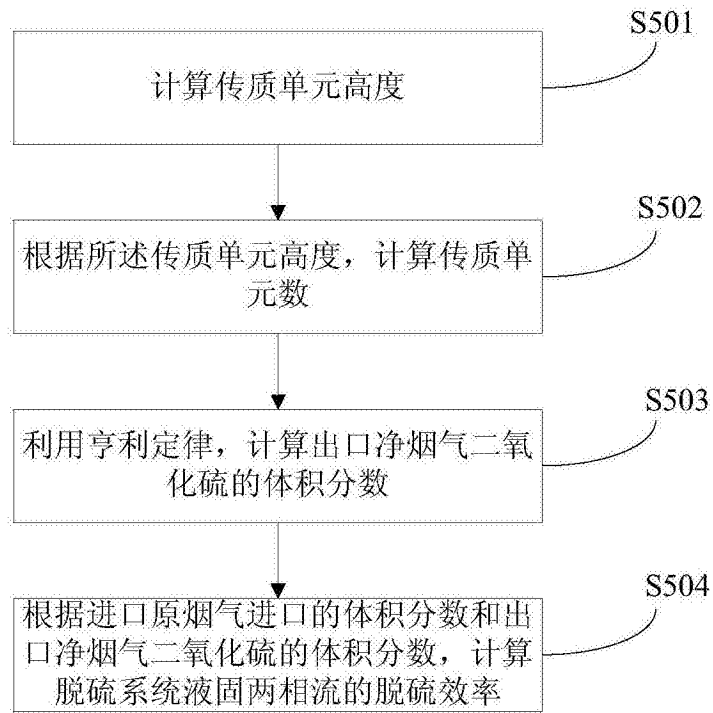 S501
计算传质单元高度
S502
根据所述传质单元高度，计算传质单
元数
S503
利用亨利定律，计算出口净烟气二氧
化硫的体积分数
S504
根据进口原烟气进口的体积分数和出
口净烟气二氧化硫的体积分数，计算
脱硫系统液固两相流的脱硫效率